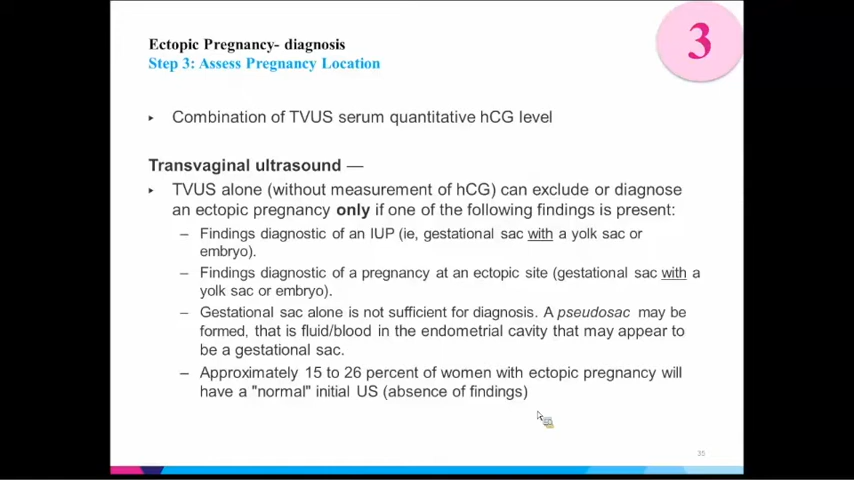 Ectopic Pregnancy- diagnosis
Step 3: Assess Pregnancy Location
3
▸ Combination of TVUS serum quantitative hCG level
Transvaginal ultrasound —
▸ TVUS alone (without measurement of hCG) can exclude or diagnose
an ectopic pregnancy only if one of the following findings is present:
– Findings diagnostic of an IUP (ie, gestational sac with a yolk sac or
embryo).
– Findings diagnostic of a pregnancy at an ectopic site (gestational sac with a
yolk sac or embryo).
– Gestational sac alone is not sufficient for diagnosis. A pseudosac may be
formed, that is fluid/blood in the endometrial cavity that may appear to
be a gestational sac.
– Approximately 15 to 26 percent of women with ectopic pregnancy will
have a "normal" initial US (absence of findings)
35